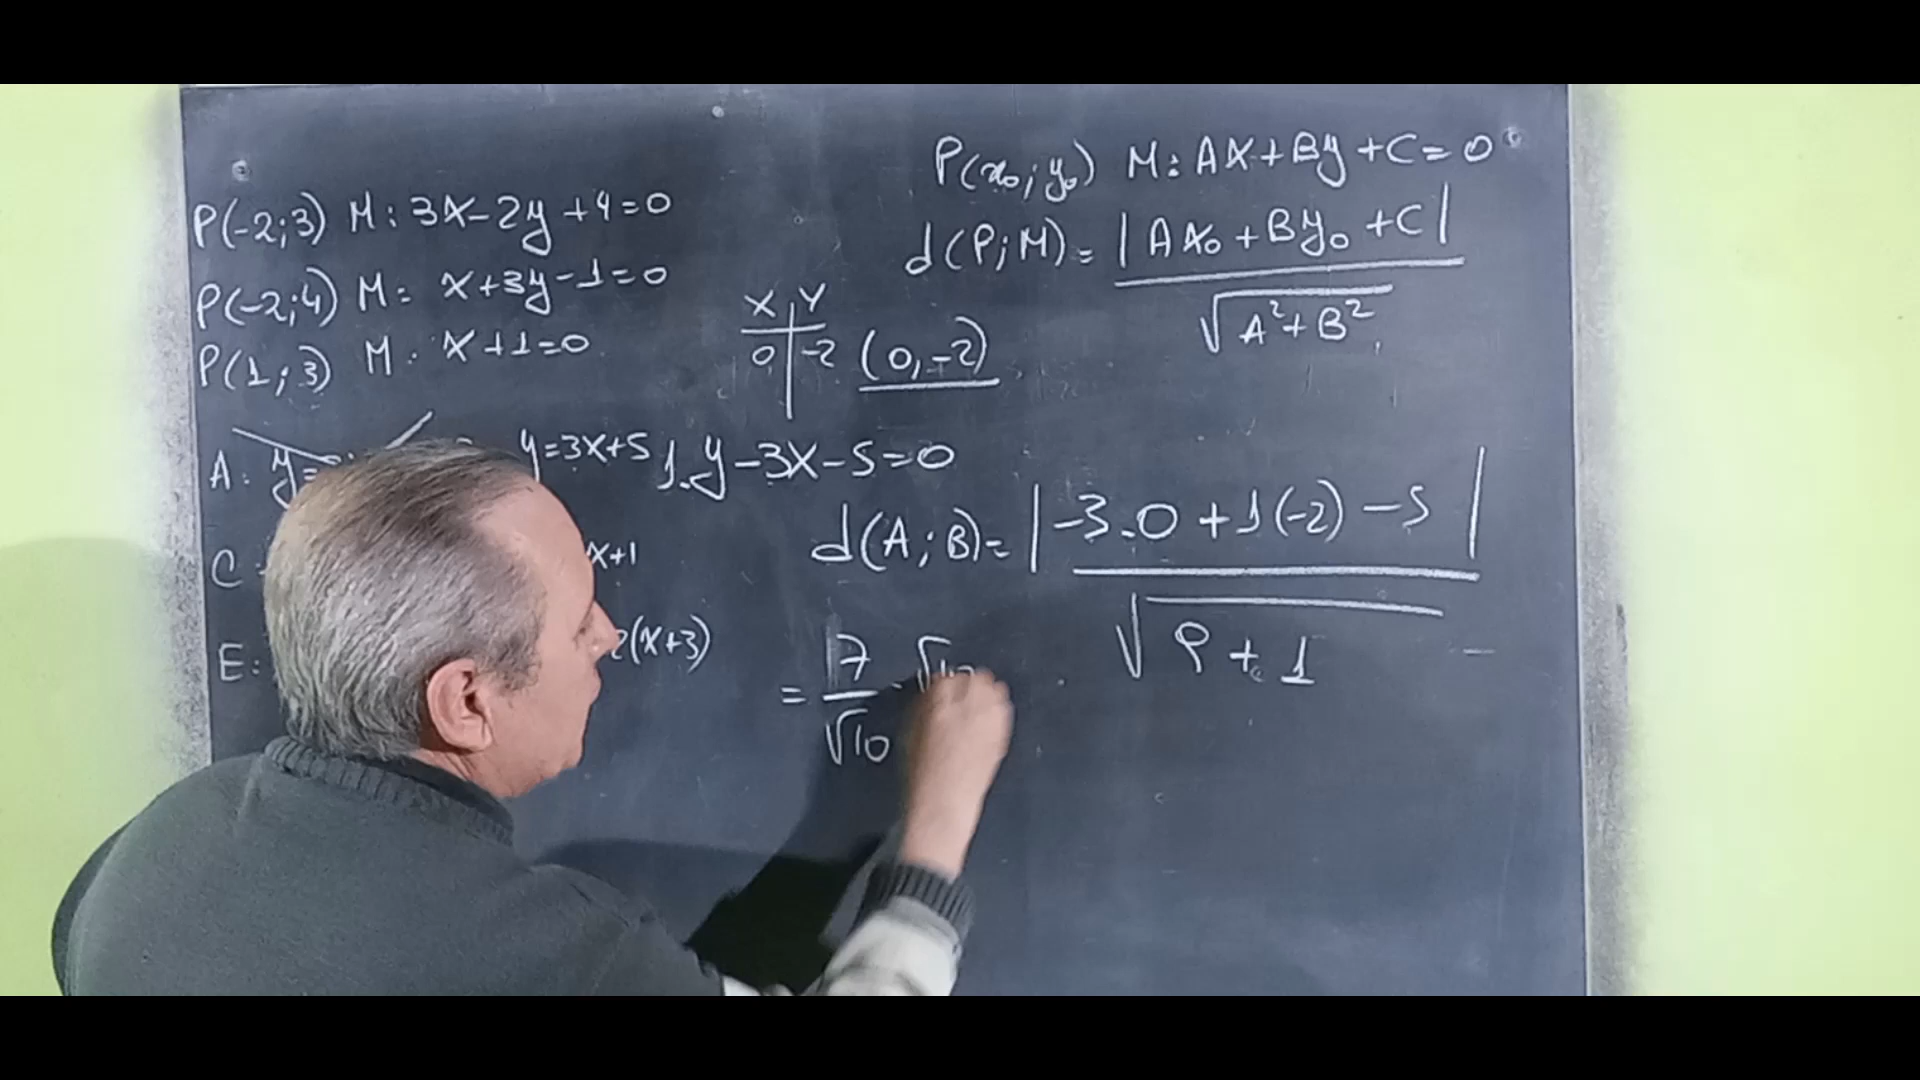 P(-2;3) M: 3x-2y+4=0
P(-2;4) M: x+3y-1=0
P(1;3) M: x+1=0
P(x₀;y₀) M: Ax+By+C=0
d(P;M)= |Ax₀+By₀+C|
√A²+B²
X Y
0 -2 (0,-2)
A: y= y=3x+5 1.y-3x-5=0
C x+1
E: 2(x+3)
d(A;B)= |-3.0+1(-2)-5|
√9+1
= 7
√10